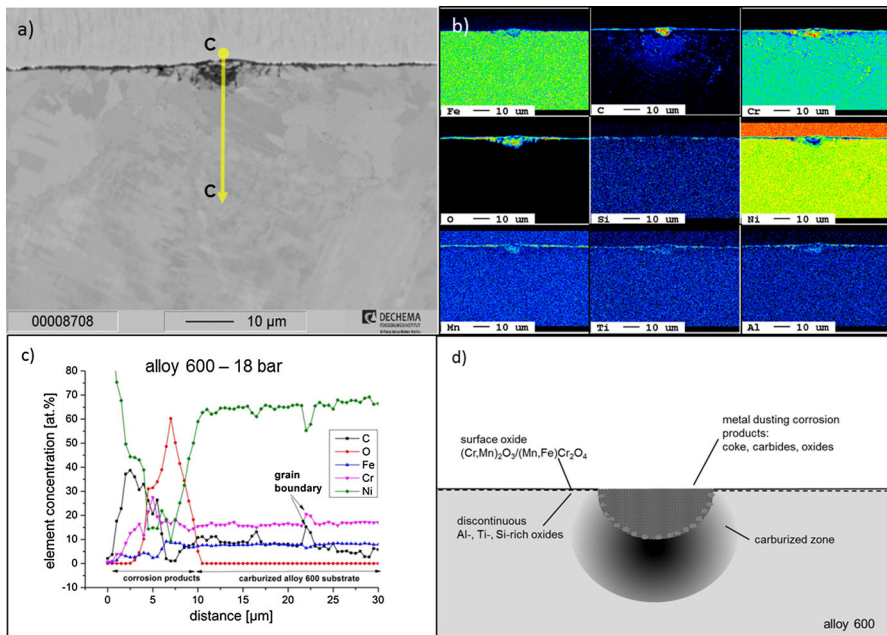 a)
C
C
00008708
10 µm
DECHEMA
FORSCHUNGSINSTITUT
b)
Fe 10 um
C 10 um
Cr 10 um
O 10 um
Si 10 um
Ni 10 um
Mn 10 um
Ti 10 um
Al 10 um
c)
alloy 600 – 18 bar
element concentration [at.%]
80
70
60
50
40
30
20
10
0
-10
C
O
Fe
Cr
Ni
grain
boundary
corrosion products
carburized alloy 600 substrate
0 5 10 15 20 25 30
distance [µm]
d)
surface oxide
(Cr,Mn)2O3/(Mn,Fe)Cr2O4
metal dusting corrosion
products:
coke, carbides, oxides
discontinuous
Al-, Ti-, Si-rich oxides
carburized zone
alloy 600